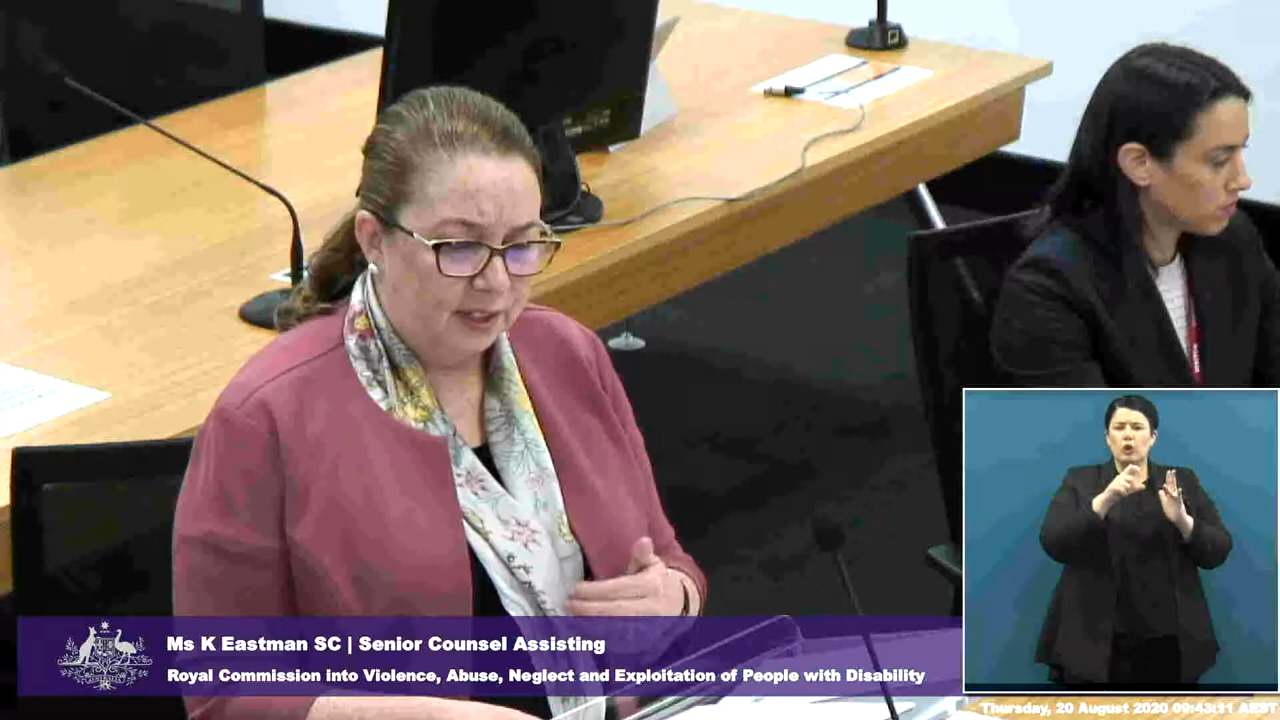 Ms K Eastman SC | Senior Counsel Assisting
Royal Commission into Violence, Abuse, Neglect and Exploitation of People with Disability
Thursday, 20 August 2020 09:43:11 AEST